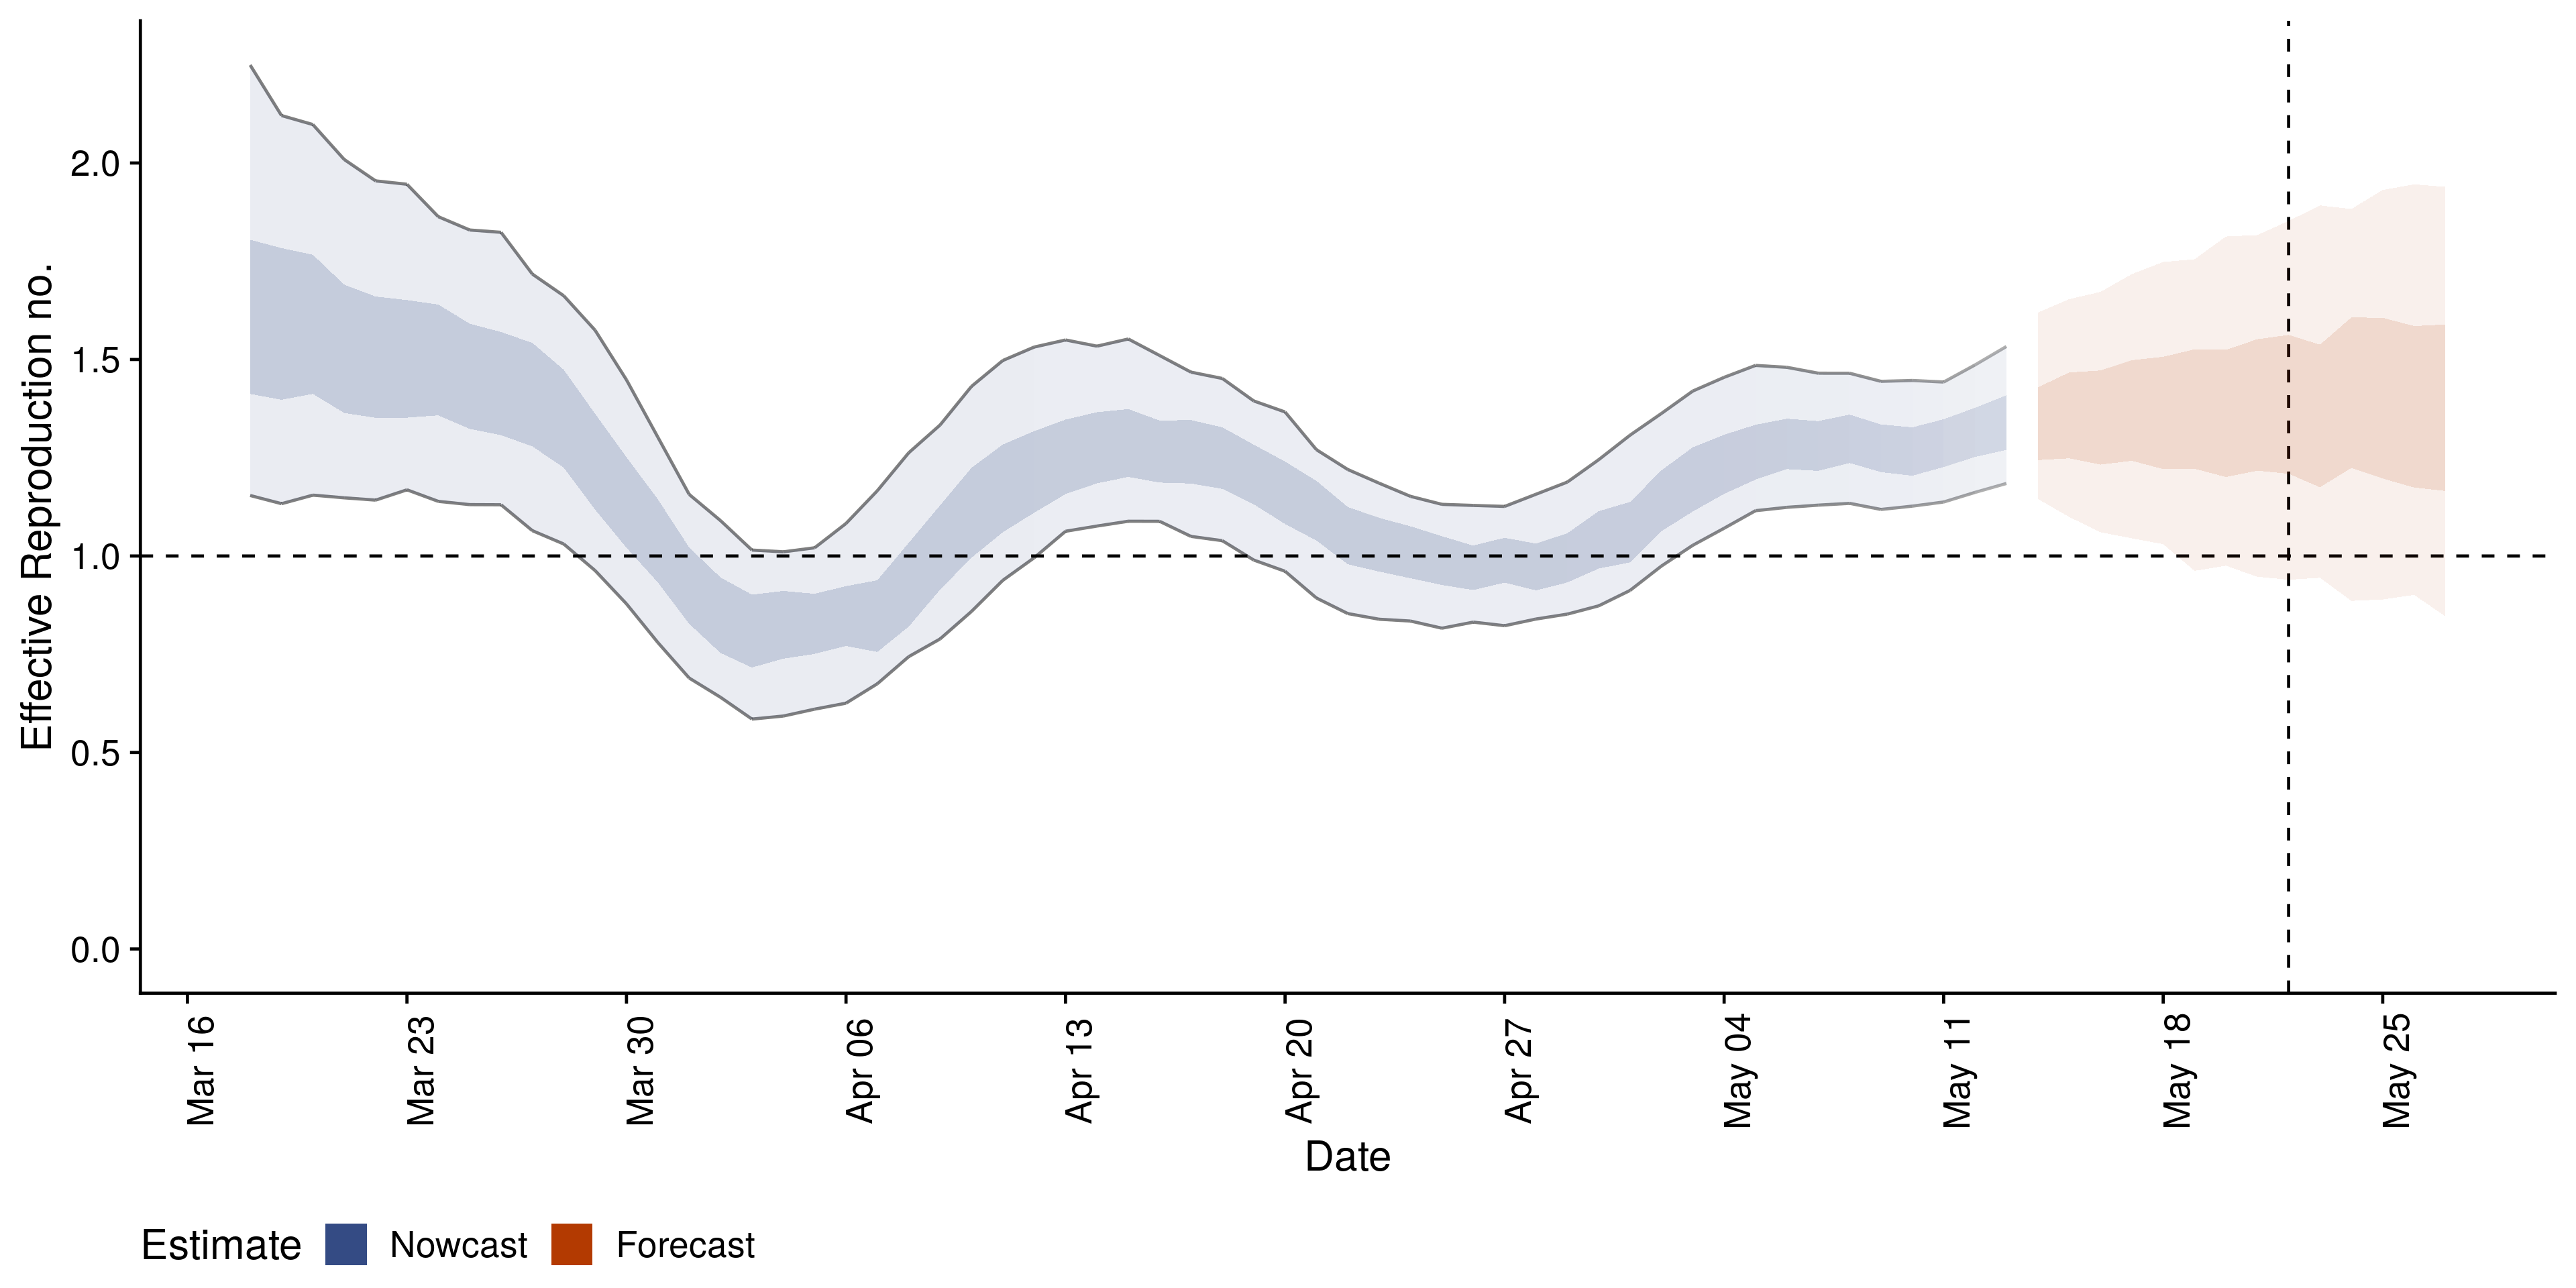 Effective Reproduction no.
2.0
1.5
1.0
0.5
0.0
Mar 16
Mar 23
Mar 30
Apr 06
Apr 13
Apr 20
Apr 27
May 04
May 11
May 18
May 25
Date
Estimate Nowcast Forecast